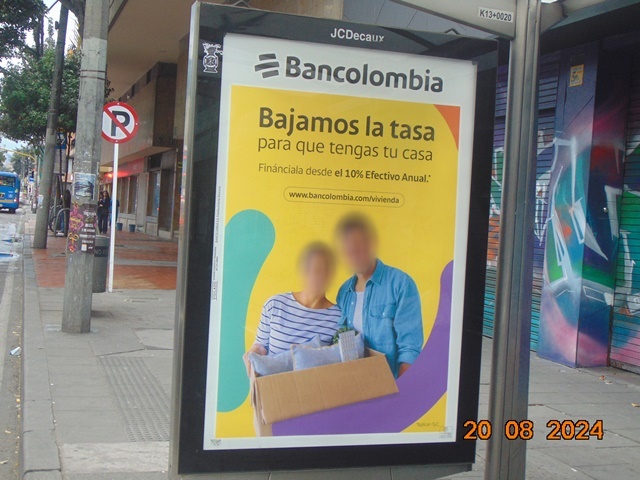 K13+0020
JCDecaux
Bancolombia
Bajamos la tasa
para que tengas tu casa
Fináncíala desde el 10% Efectivo Anual.*
www.bancolombia.com/vivienda
20 08 2024